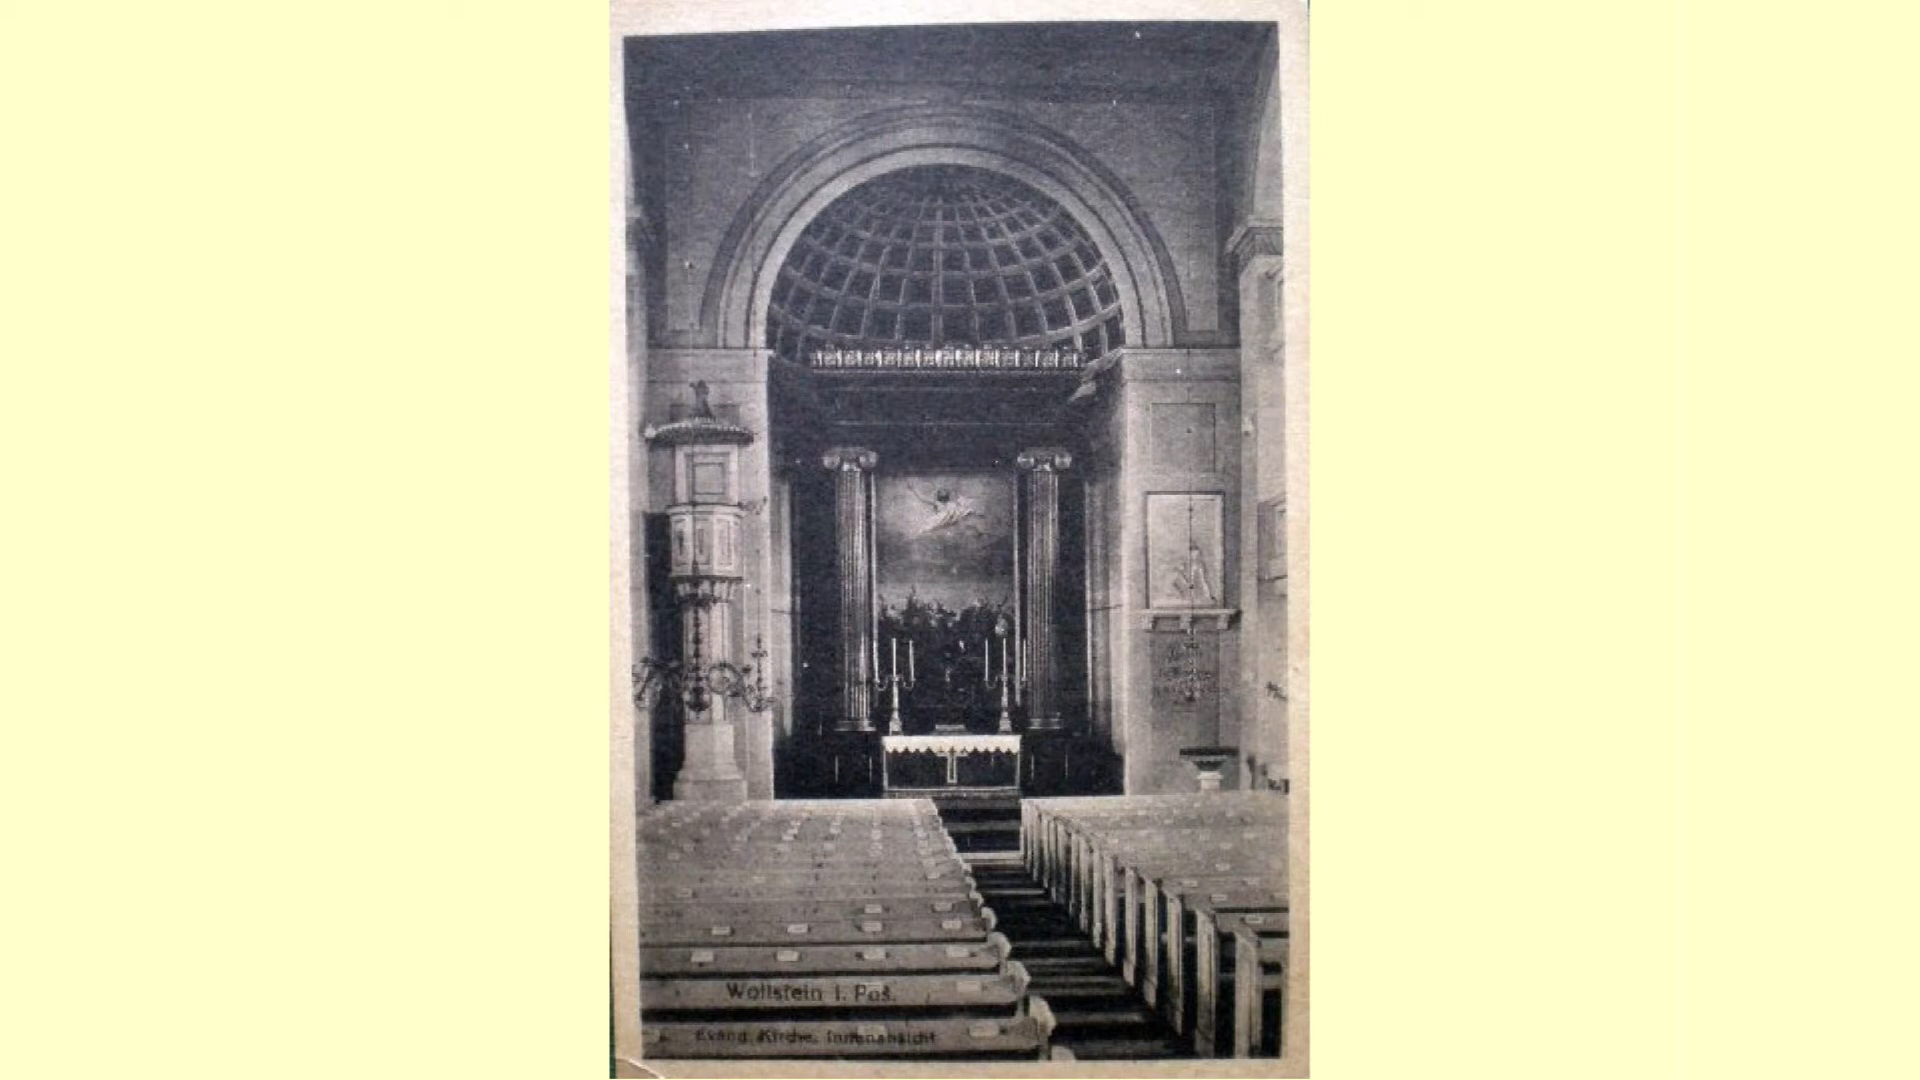 Wollstein i. Pos.
Evang. Kirche, Innenansicht